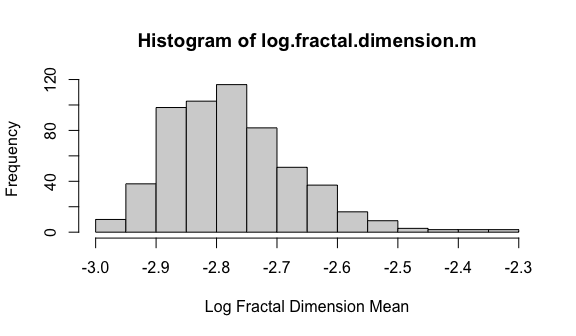 Histogram of log.fractal.dimension.m
Frequency
120
80
40
0
-3.0 -2.9 -2.8 -2.7 -2.6 -2.5 -2.4 -2.3
Log Fractal Dimension Mean